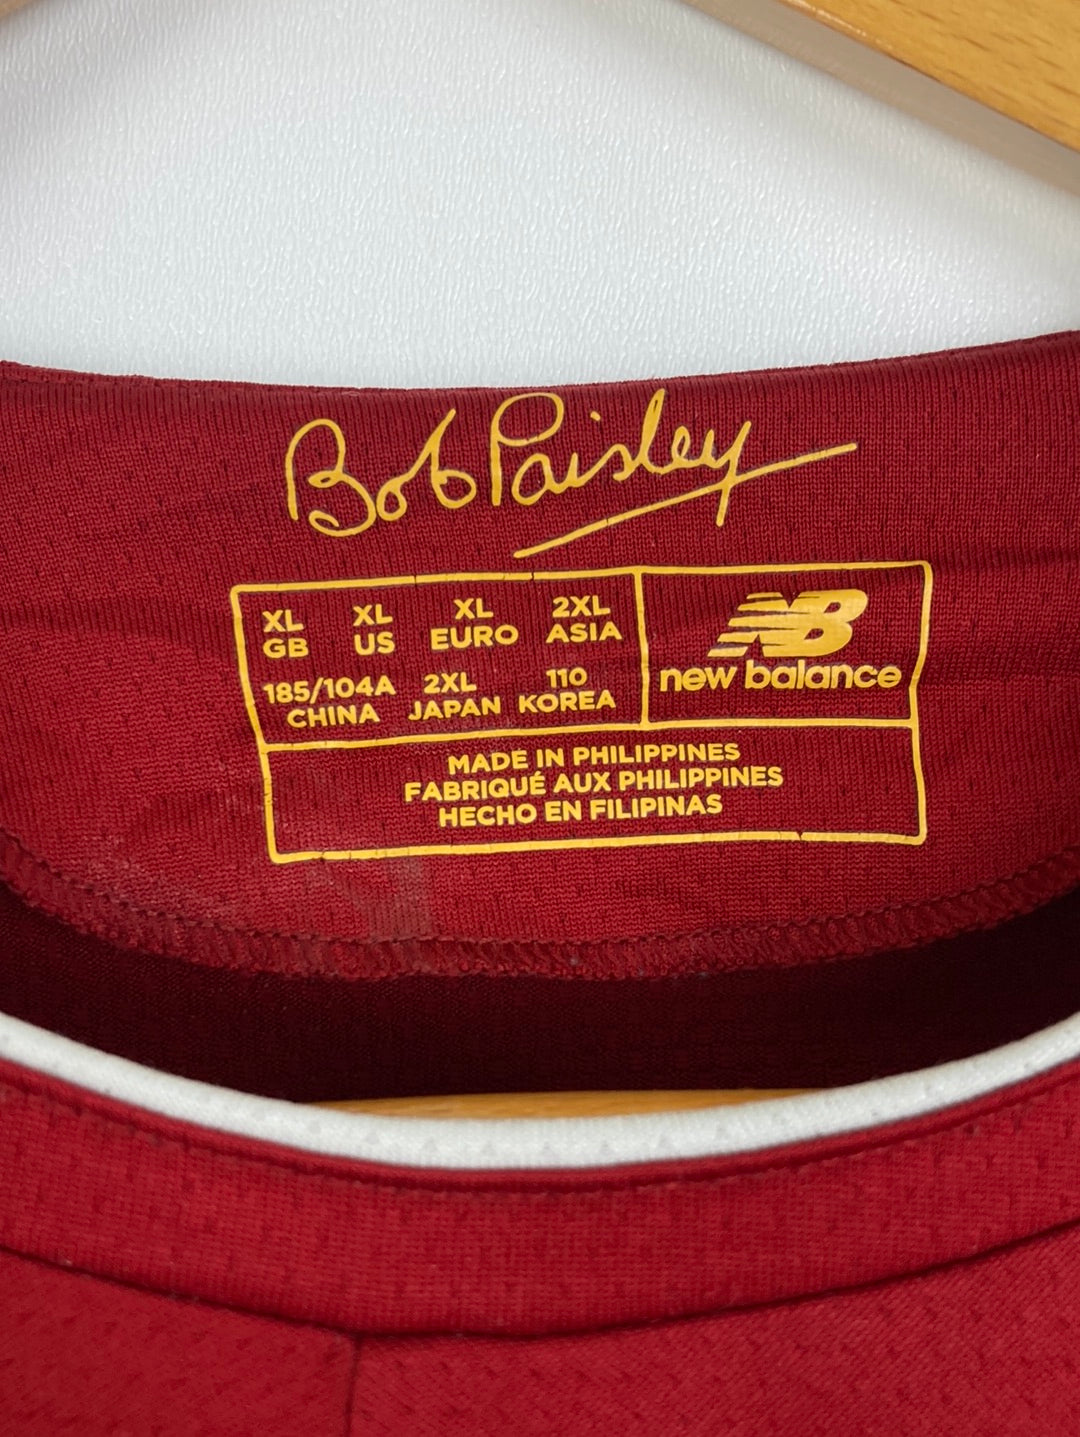 Bob Paisley
XL GB
XL US
XL EURO
2XL ASIA
185/104A CHINA
2XL JAPAN
110 KOREA
NB
new balance
MADE IN PHILIPPINES
FABRIQUÉ AUX PHILIPPINES
HECHO EN FILIPINAS